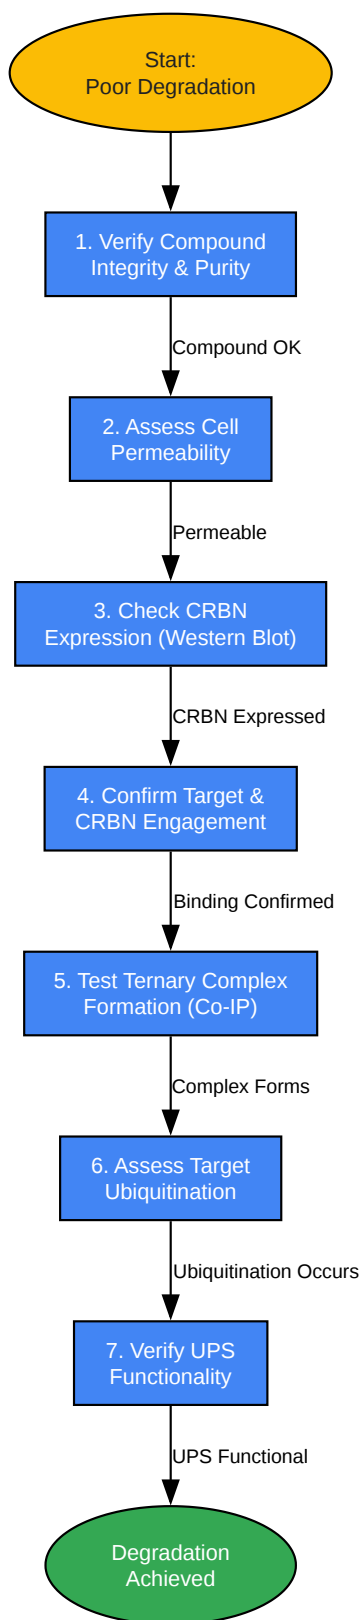 Start:
Poor Degradation
1. Verify Compound
Integrity & Purity
Compound OK
2. Assess Cell
Permeability
Permeable
3. Check CRBN
Expression (Western Blot)
CRBN Expressed
4. Confirm Target &
CRBN Engagement
Binding Confirmed
5. Test Ternary Complex
Formation (Co-IP)
Complex Forms
6. Assess Target
Ubiquitination
Ubiquitination Occurs
7. Verify UPS
Functionality
UPS Functional
Degradation
Achieved